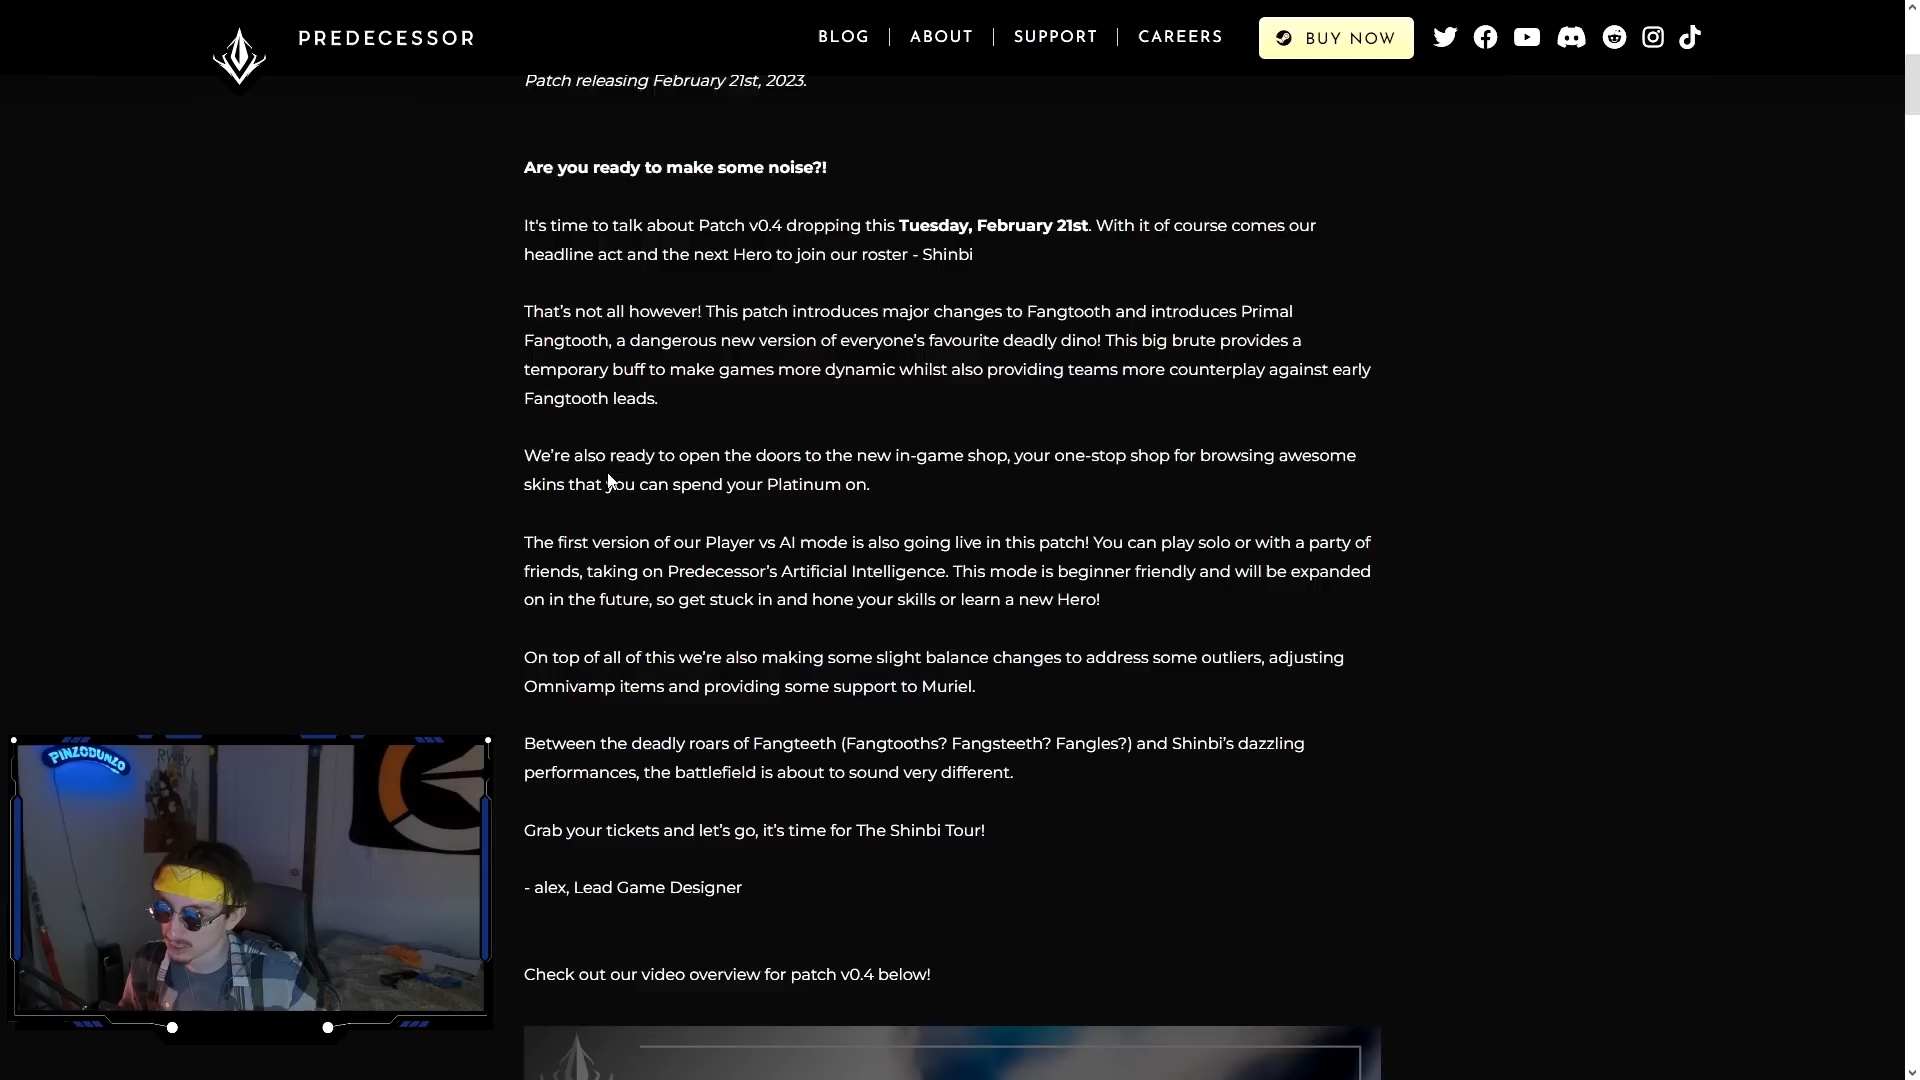 PREDECESSOR
BLOG
ABOUT
SUPPORT
CAREERS
BUY NOW
Patch releasing February 21st, 2023.
Are you ready to make some noise?!
It's time to talk about Patch v0.4 dropping this Tuesday, February 21st. With it of course comes our
headline act and the next Hero to join our roster - Shinbi
That’s not all however! This patch introduces major changes to Fangtooth and introduces Primal
Fangtooth, a dangerous new version of everyone’s favourite deadly dino! This big brute provides a
temporary buff to make games more dynamic whilst also providing teams more counterplay against early
Fangtooth leads.
We’re also ready to open the doors to the new in-game shop, your one-stop shop for browsing awesome
skins that you can spend your Platinum on.
The first version of our Player vs AI mode is also going live in this patch! You can play solo or with a party of
friends, taking on Predecessor’s Artificial Intelligence. This mode is beginner friendly and will be expanded
on in the future, so get stuck in and hone your skills or learn a new Hero!
On top of all of this we’re also making some slight balance changes to address some outliers, adjusting
Omnivamp items and providing some support to Muriel.
Between the deadly roars of Fangteeth (Fangtooths? Fangsteeth? Fangles?) and Shinbi’s dazzling
performances, the battlefield is about to sound very different.
Grab your tickets and let’s go, it’s time for The Shinbi Tour!
- alex, Lead Game Designer
Check out our video overview for patch v0.4 below!
PINZODUNZO
RWBY